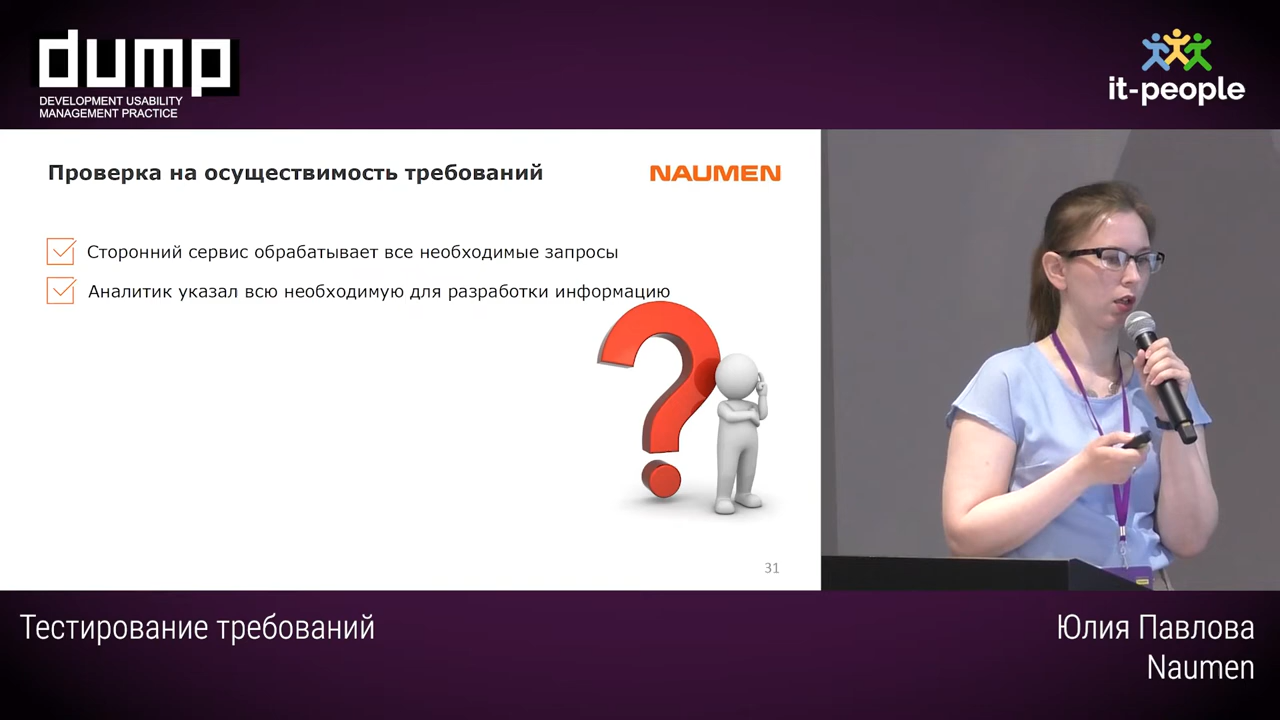 dump
DEVELOPMENT USABILITY
MANAGEMENT PRACTICE
it-people
Проверка на осуществимость требований
NAUMEN
Сторонний сервис обрабатывает все необходимые запросы
Аналитик указал всю необходимую для разработки информацию
31
Тестирование требований
Юлия Павлова
Naumen